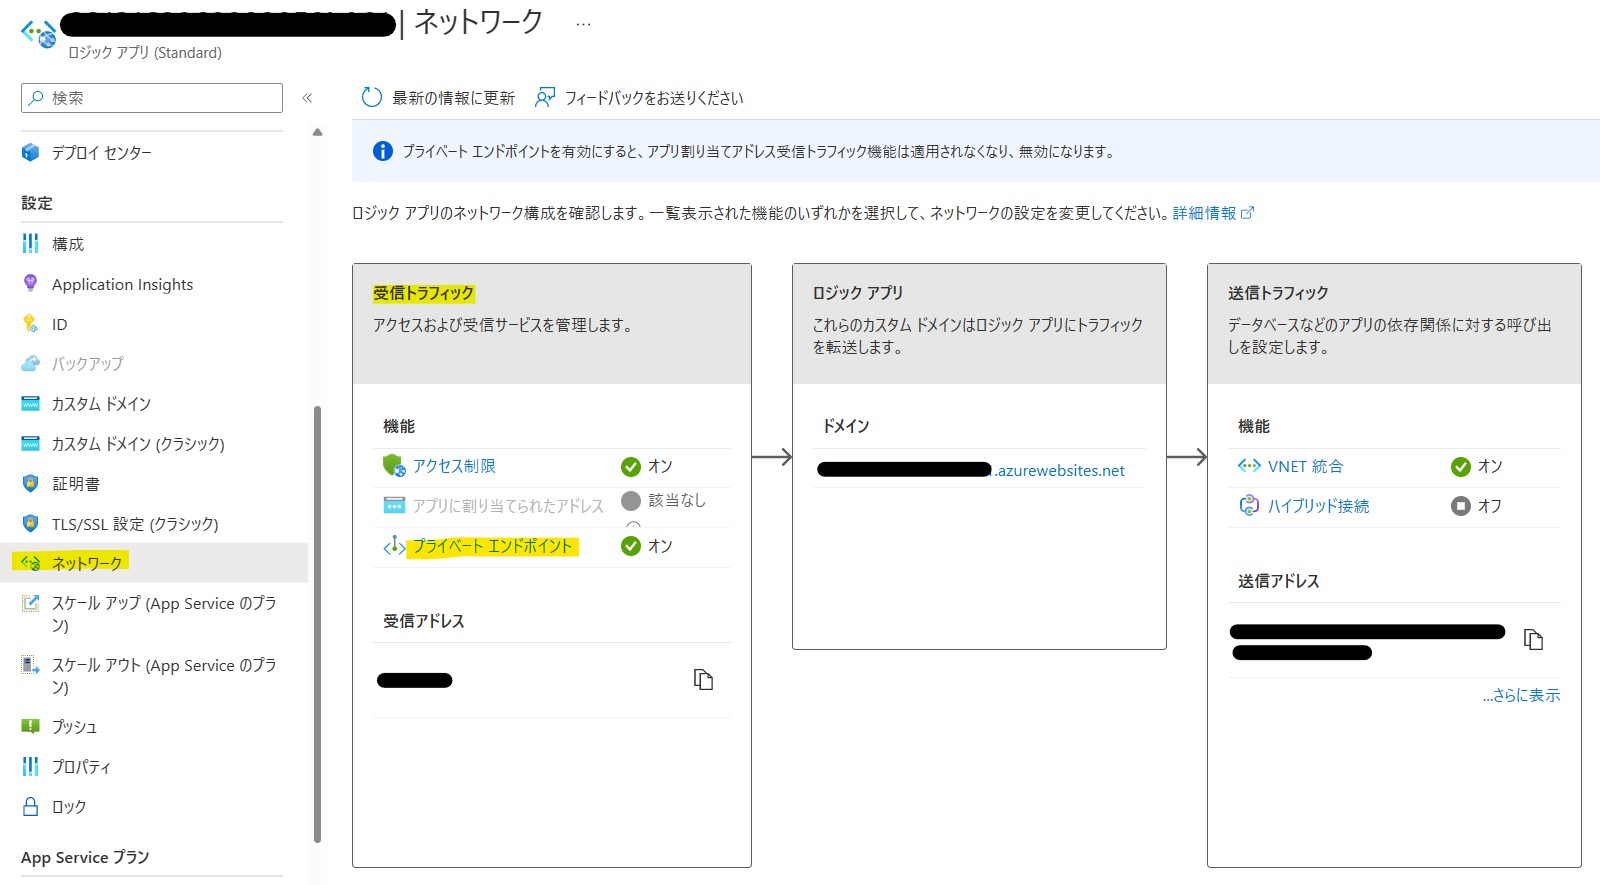 | ネットワーク ...
ロジック アプリ (Standard)
検索
«
デプロイ センター
設定
構成
Application Insights
ID
バックアップ
カスタム ドメイン
カスタム ドメイン (クラシック)
証明書
TLS/SSL 設定 (クラシック)
ネットワーク
スケール アップ (App Service のプラ
ン)
スケール アウト (App Service のプラ
ン)
プッシュ
プロパティ
ロック
App Service プラン
最新の情報に更新
フィードバックをお送りください
プライベート エンドポイントを有効にすると、アプリ割り当てアドレス受信トラフィック機能は適用されなくなり、無効になります。
ロジック アプリのネットワーク構成を確認します。一覧表示された機能のいずれかを選択して、ネットワークの設定を変更してください。詳細情報
受信トラフィック
アクセスおよび受信サービスを管理します。
機能
アクセス制限 オン
アプリに割り当てられたアドレス 該当なし
プライベート エンドポイント オン
受信アドレス
ロジック アプリ
これらのカスタム ドメインはロジック アプリにトラフィック
を転送します。
ドメイン
.azurewebsites.net
送信トラフィック
データベースなどのアプリの依存関係に対する呼び出
しを設定します。
機能
VNET 統合 オン
ハイブリッド接続 オフ
送信アドレス
...さらに表示